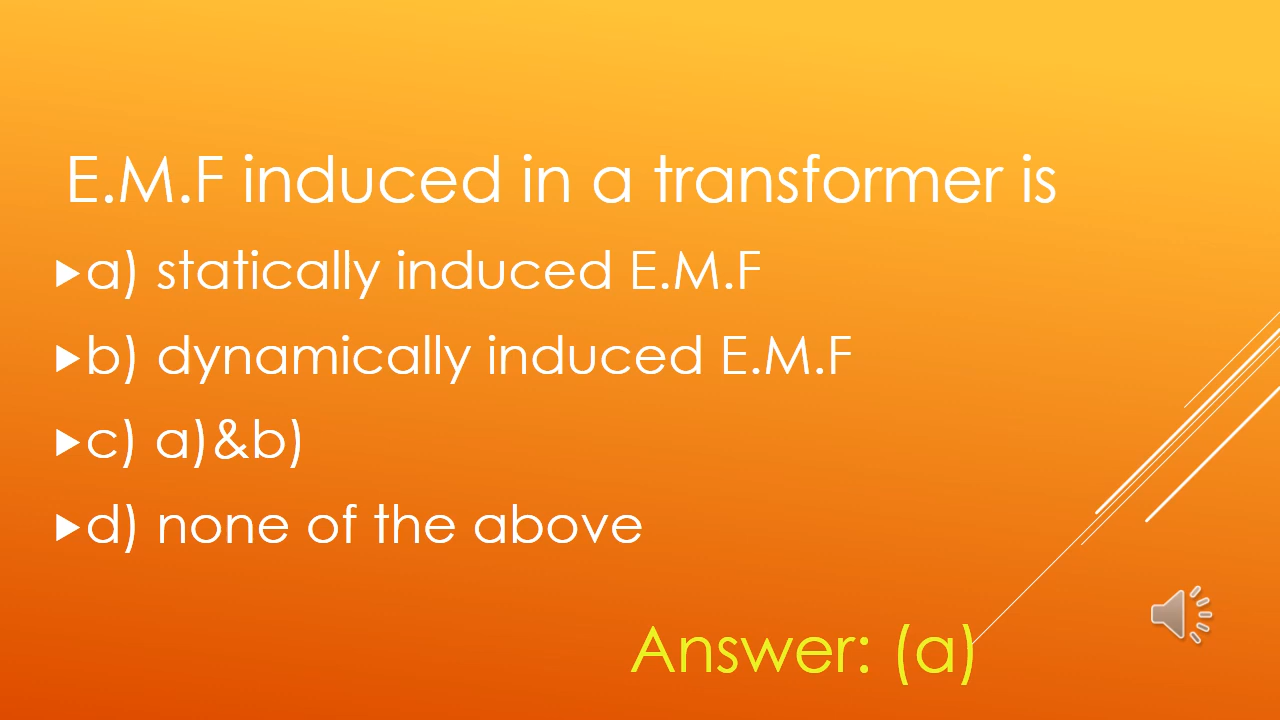 E.M.F induced in a transformer is
a) statically induced E.M.F
b) dynamically induced E.M.F
c) a)&b)
d) none of the above
Answer: (a)